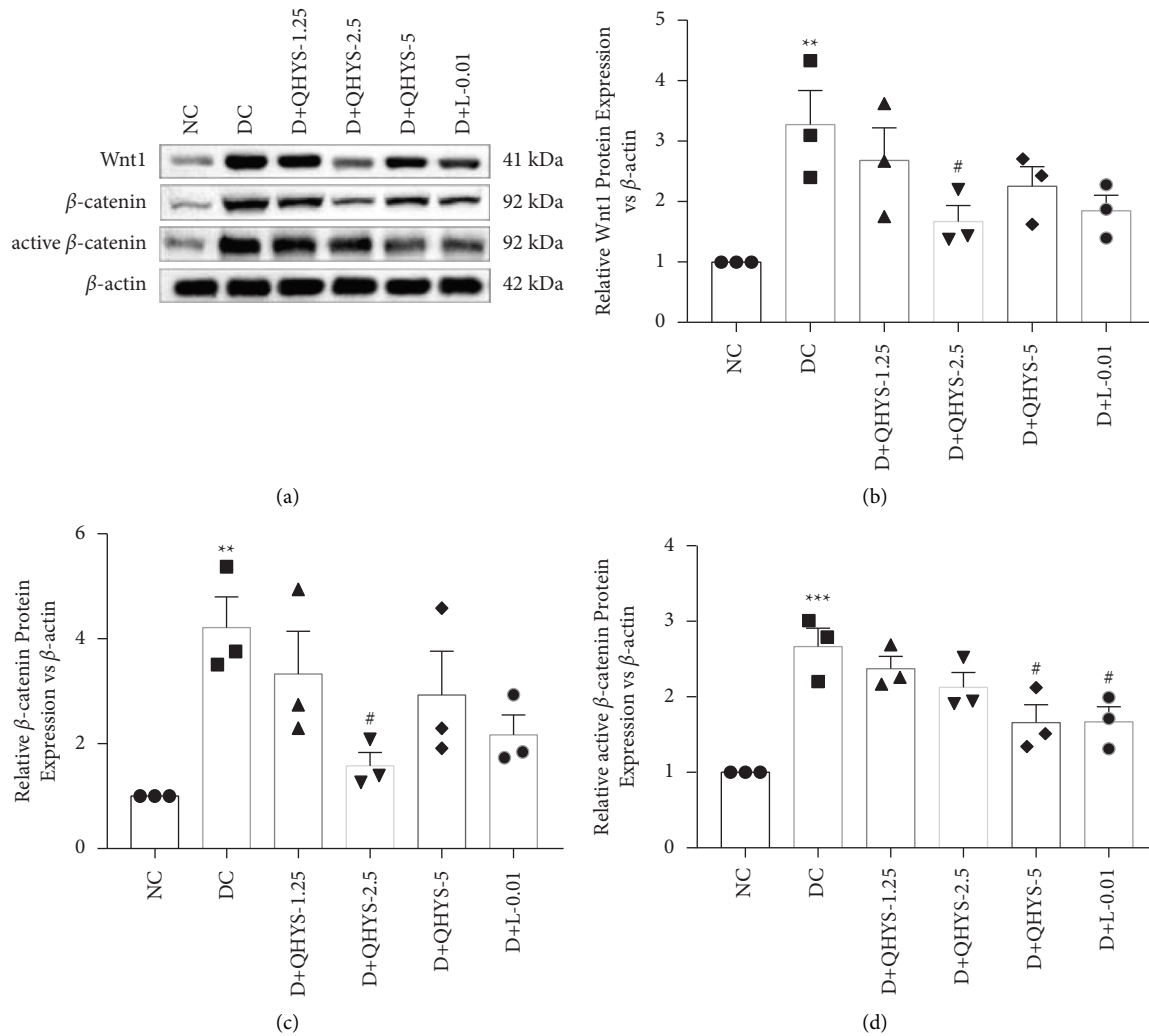 NC
DC
D+QHYS-1.25
D+QHYS-2.5
D+QHYS-5
D+L-0.01
Wnt1
41 kDa
β-catenin
92 kDa
active β-catenin
92 kDa
β-actin
42 kDa
(a)
Relative Wnt1 Protein Expression
vs β-actin
5
4
3
2
1
0
**
#
NC
DC
D+QHYS-1.25
D+QHYS-2.5
D+QHYS-5
D+L-0.01
(b)
Relative β-catenin Protein
Expression vs β-actin
6
4
2
0
**
#
NC
DC
D+QHYS-1.25
D+QHYS-2.5
D+QHYS-5
D+L-0.01
(c)
Relative active β-catenin Protein
Expression vs β-actin
4
3
2
1
0
***
#
#
NC
DC
D+QHYS-1.25
D+QHYS-2.5
D+QHYS-5
D+L-0.01
(d)